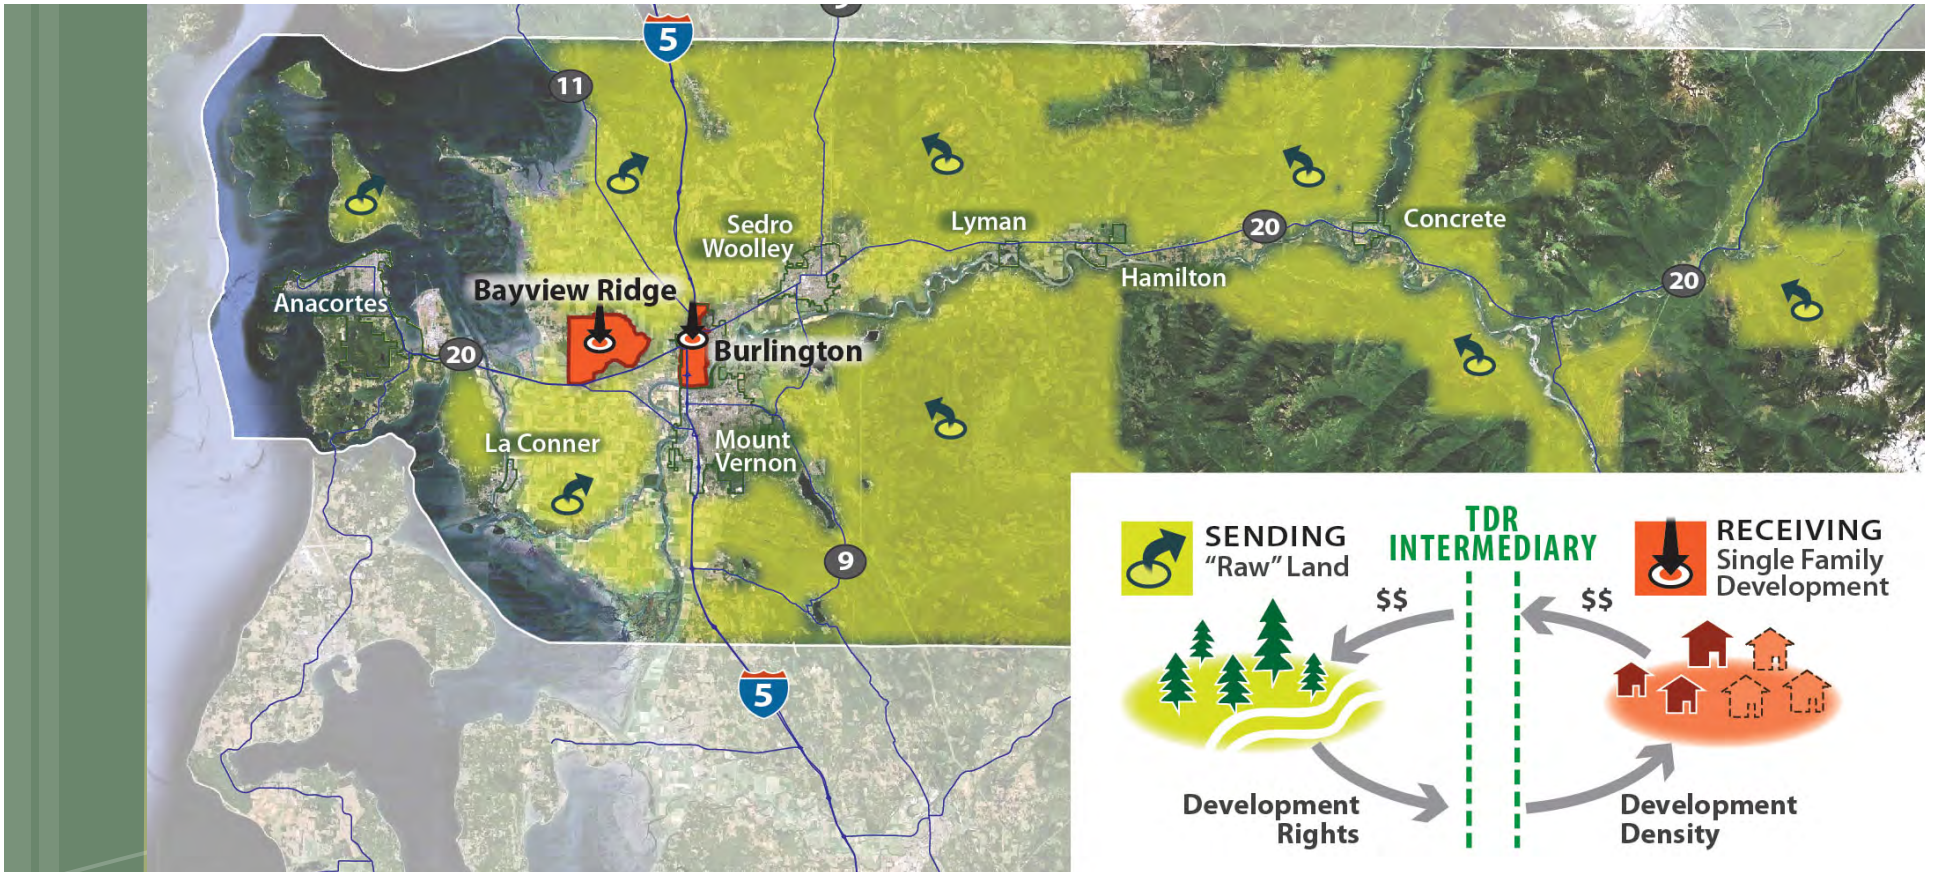 5
9
11
Sedro
Woolley
Lyman
20
Concrete
Hamilton
20
Bayview Ridge
Anacortes
20
Burlington
La Conner
Mount
Vernon
9
5
SENDING
“Raw” Land
TDR
INTERMEDIARY
RECEIVING
Single Family
Development
$$
$$
Development
Rights
Development
Density